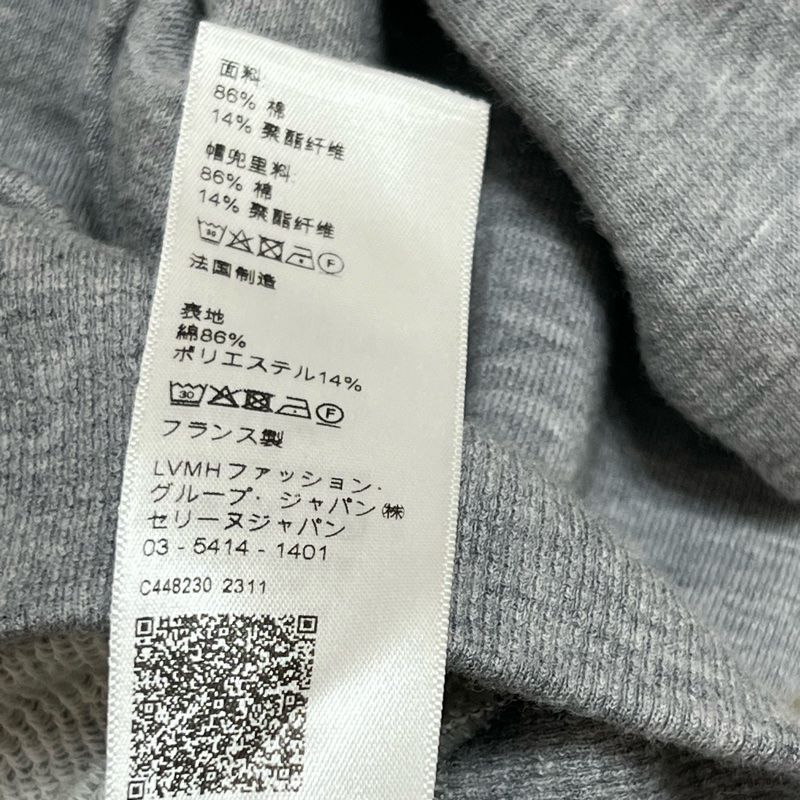 面料:
86% 棉
14% 聚酯纤维
帽兜里料:
86% 棉
14% 聚酯纤维
30
F
法国制造
表地
綿86%
ポリエステル14%
30
F
フランス製
LVMHファッション・
グループ・ジャパン㈱
セリーヌジャパン
03 - 5414 - 1401
C448230 2311